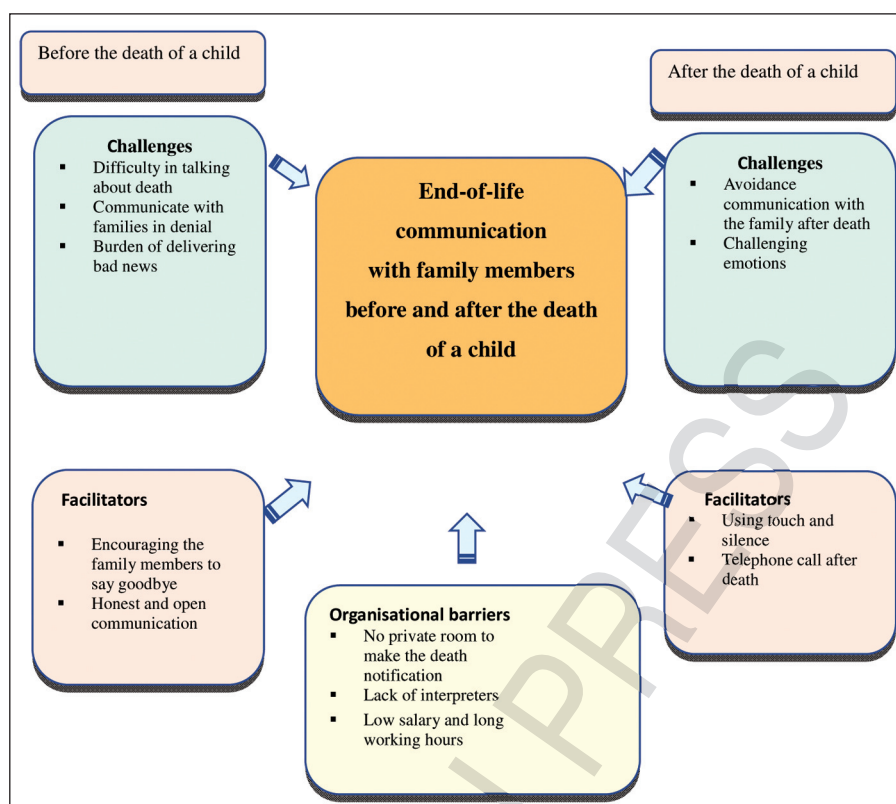 Before the death of a child
After the death of a child
Challenges
▪ Difficulty in talking
about death
▪ Communicate with
families in denial
▪ Burden of delivering
bad news
End-of-life
communication
with family members
before and after the death
of a child
Challenges
▪ Avoidance
communication with
the family after death
▪ Challenging
emotions
Facilitators
▪ Encouraging the
family members to
say goodbye
▪ Honest and open
communication
Organisational barriers
▪ No private room to
make the death
notification
▪ Lack of interpreters
▪ Low salary and long
working hours
Facilitators
▪ Using touch and
silence
▪ Telephone call after
death
PRESS